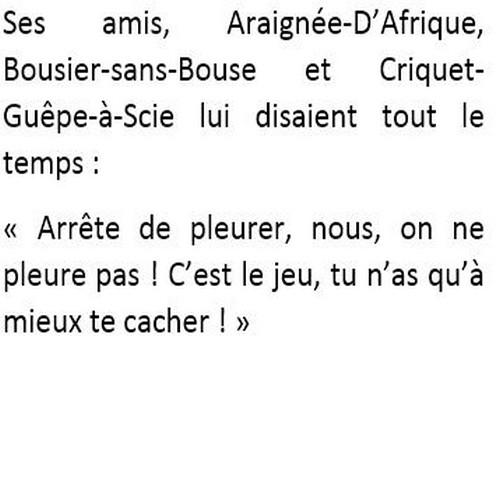 Ses amis, Araignée-D’Afrique,
Bousier-sans-Bouse et Criquet-
Guêpe-à-Scie lui disaient tout le
temps :
« Arrête de pleurer, nous, on ne
pleure pas ! C’est le jeu, tu n’as qu’à
mieux te cacher ! »